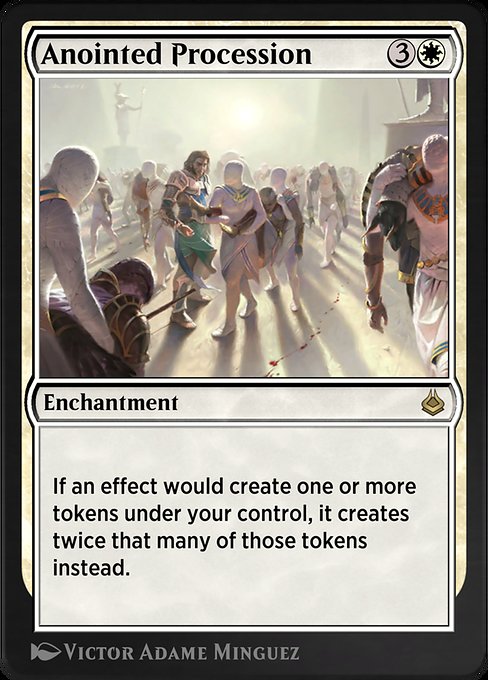 Anointed Procession 3
Enchantment
If an effect would create one or more
tokens under your control, it creates
twice that many of those tokens
instead.
Victor Adame Minguez